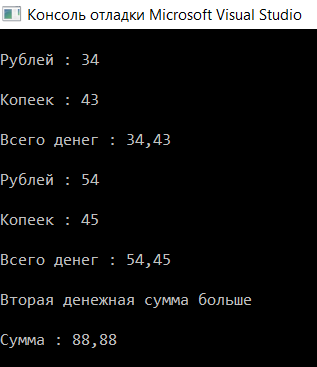 Консоль отладки Microsoft Visual Studio
Рублей : 34
Копеек : 43
Всего денег : 34,43
Рублей : 54
Копеек : 45
Всего денег : 54,45
Вторая денежная сумма больше
Сумма : 88,88